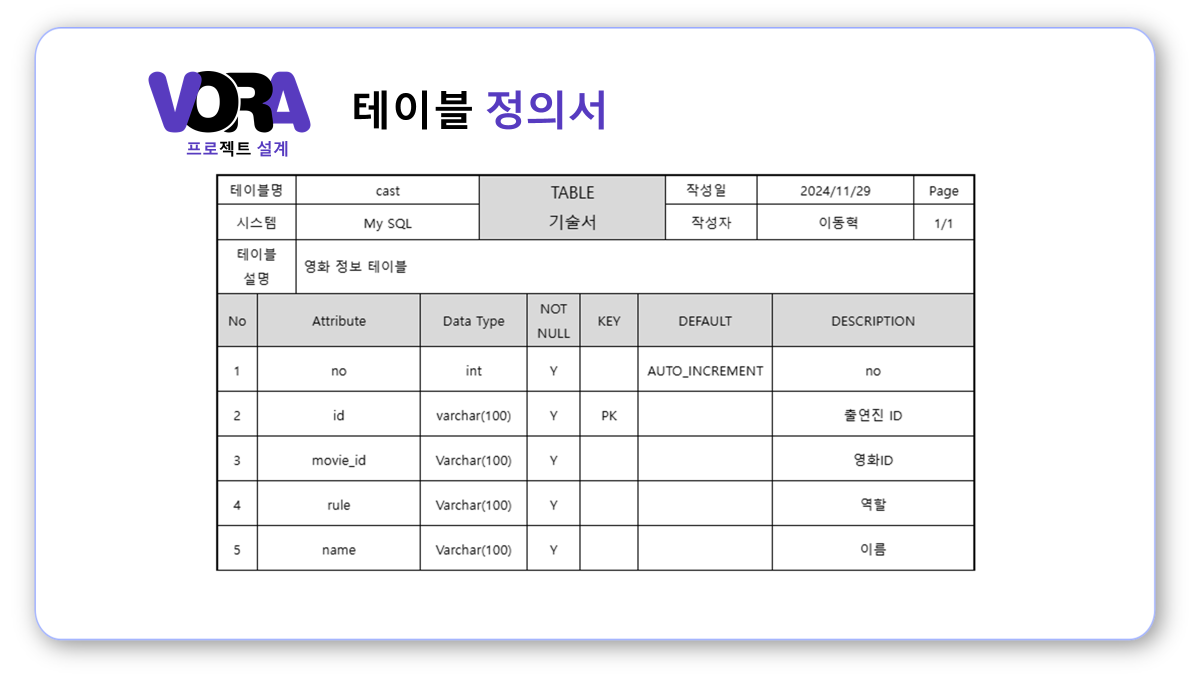 VORA
프로젝트 설계
테이블 정의서
테이블명 cast TABLE 기술서 작성일 2024/11/29 Page
시스템 My SQL 작성자 이동혁 1/1
테이블 설명 영화 정보 테이블
No Attribute Data Type NOT NULL KEY DEFAULT DESCRIPTION
1 no int Y AUTO_INCREMENT no
2 id varchar(100) Y PK 출연진 ID
3 movie_id Varchar(100) Y 영화ID
4 rule Varchar(100) Y 역할
5 name Varchar(100) Y 이름